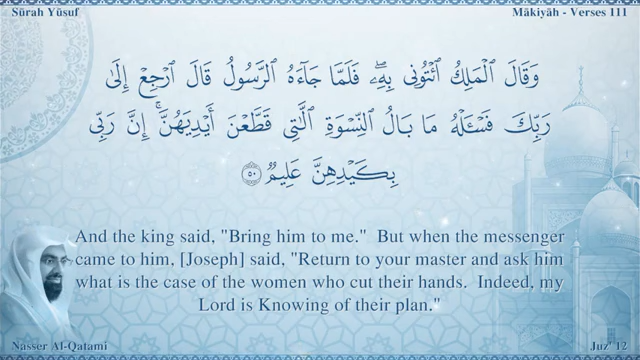 Sūrah Yūsuf
Mākiyāh - Verses 111
وَقَالَ ٱلْمَلِكُ ٱئْتُونِى بِهِۦ ۖ فَلَمَّا جَآءَهُ ٱلرَّسُولُ قَالَ ٱرْجِعْ إِلَىٰ
رَبِّكَ فَسْـَٔلْهُ مَا بَالُ ٱلنِّسْوَةِ ٱلَّـٰتِى قَطَّعْنَ أَيْدِيَهُنَّ ۚ إِنَّ رَبِّى
بِكَيْدِهِنَّ عَلِيمٌ ٥٠
And the king said, "Bring him to me."  But when the messenger
came to him, [Joseph] said, "Return to your master and ask him
what is the case of the women who cut their hands.  Indeed, my
Lord is Knowing of their plan."
Nasser Al-Qatami
Juz' 12